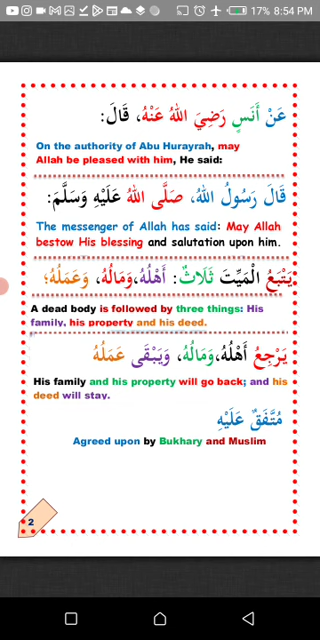 17% 8:54 PM
عَنْ أَنَسٍ رَضِيَ اللهُ عَنْهُ، قَالَ:
On the authority of Abu Hurayrah, may
Allah be pleased with him, He said:
قَالَ رَسُولُ اللهُ، صَلَّى اللهُ عَلَيْهِ وَسَلَّمَ:
The messenger of Allah has said: May Allah
bestow His blessing and salutation upon him.
يَتْبَعُ الْمَيِّتَ ثَلَاثٌ: أَهْلُهُ، وَمَالُهُ، وَعَمَلُهُ؛
A dead body is followed by three things: His
family, his property and his deed.
يَرْجِعُ أَهْلُهُ، وَمَالُهُ، وَيَبْقَى عَمَلُهُ
His family and his property will go back; and his
deed will stay.
مُتَّفَقٌ عَلَيْهِ
Agreed upon by Bukhary and Muslim
2